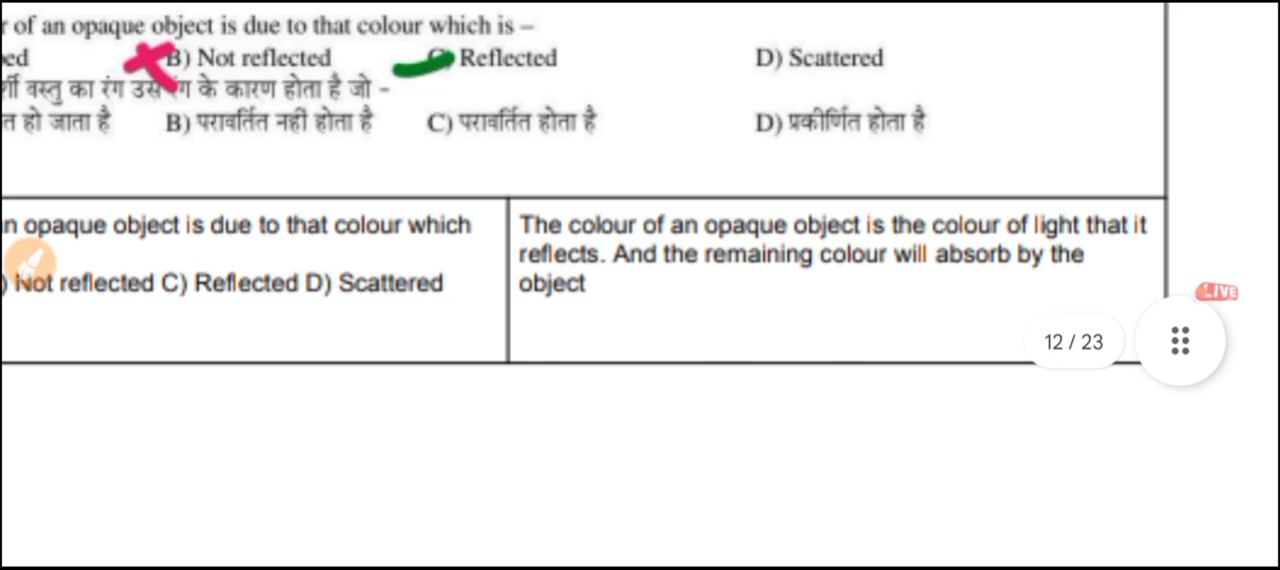 of an opaque object is due to that colour which is –
B) Not reflected Reflected D) Scattered
वस्तु का रंग उस रंग के कारण होता है जो -
हो जाता है B) परावर्तित नहीं होता है C) परावर्तित होता है D) प्रकीर्णित होता है
opaque object is due to that colour which
Not reflected C) Reflected D) Scattered
The colour of an opaque object is the colour of light that it
reflects. And the remaining colour will absorb by the
object
LIVE
12 / 23